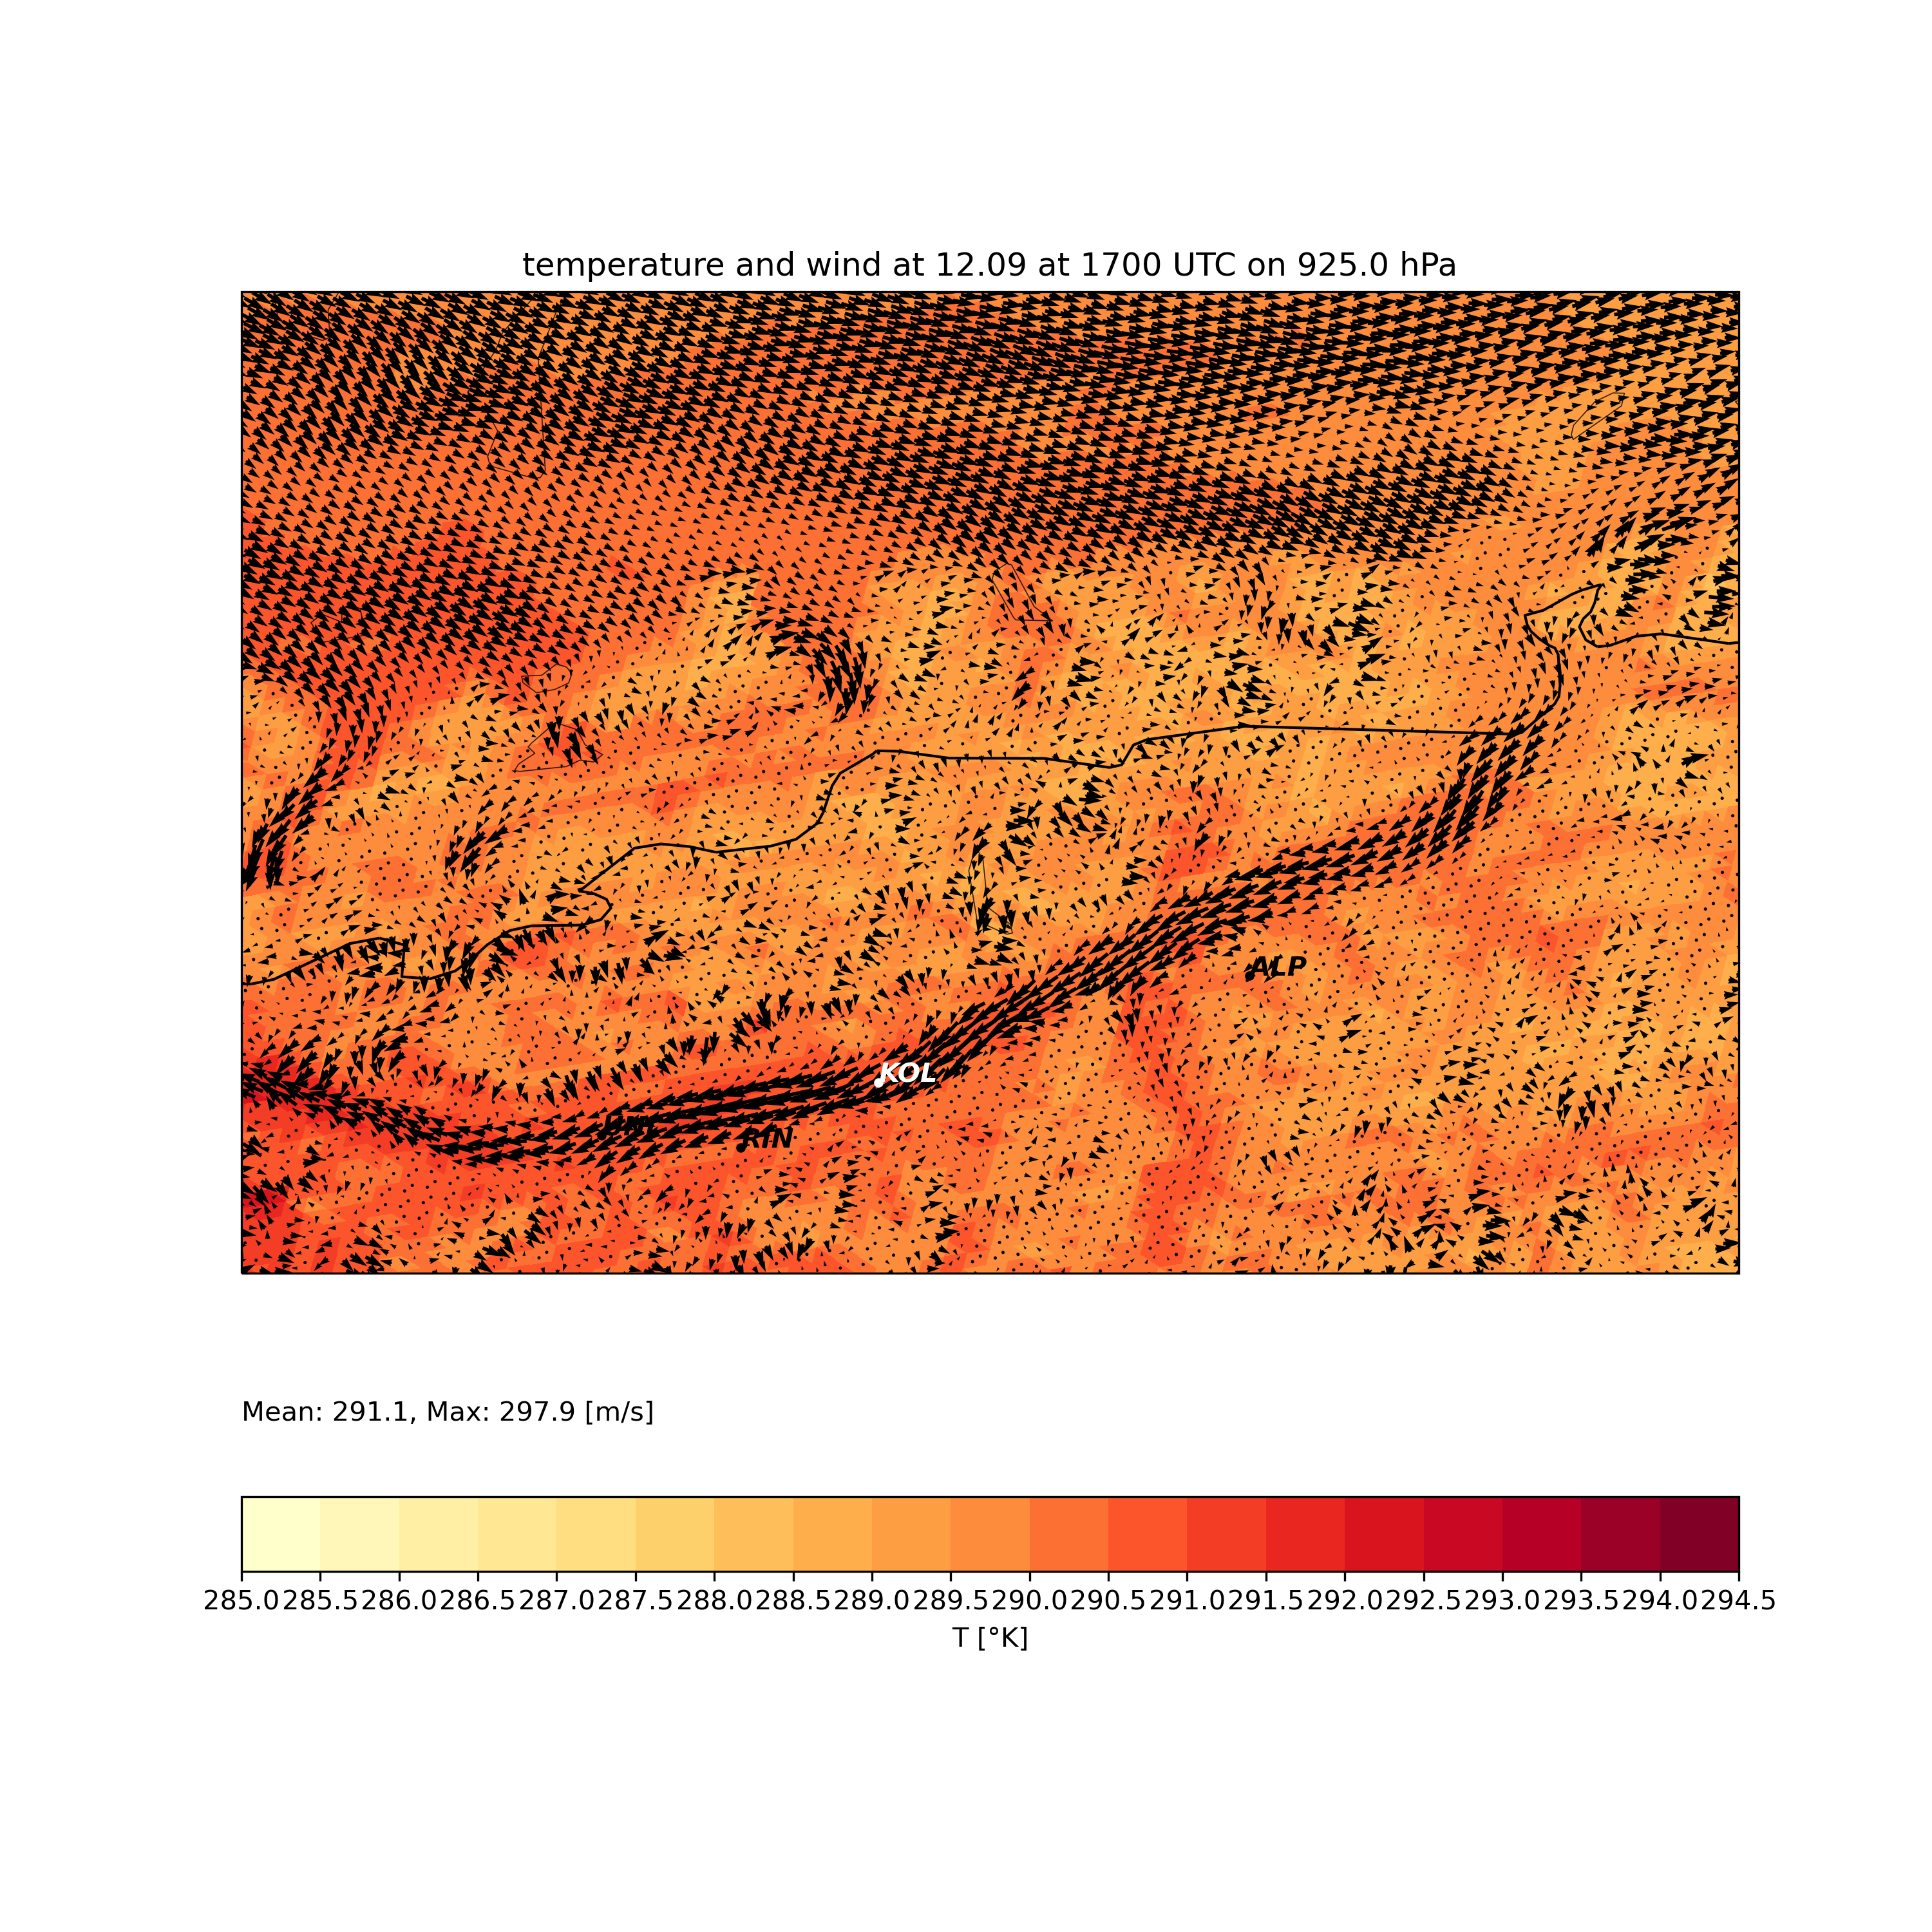 temperature and wind at 12.09 at 1700 UTC on 925.0 hPa
ALP
KOL
RIN
Mean: 291.1, Max: 297.9 [m/s]
285.0 285.5 286.0 286.5 287.0 287.5 288.0 288.5 289.0 289.5 290.0 290.5 291.0 291.5 292.0 292.5 293.0 293.5 294.0 294.5
T [°K]